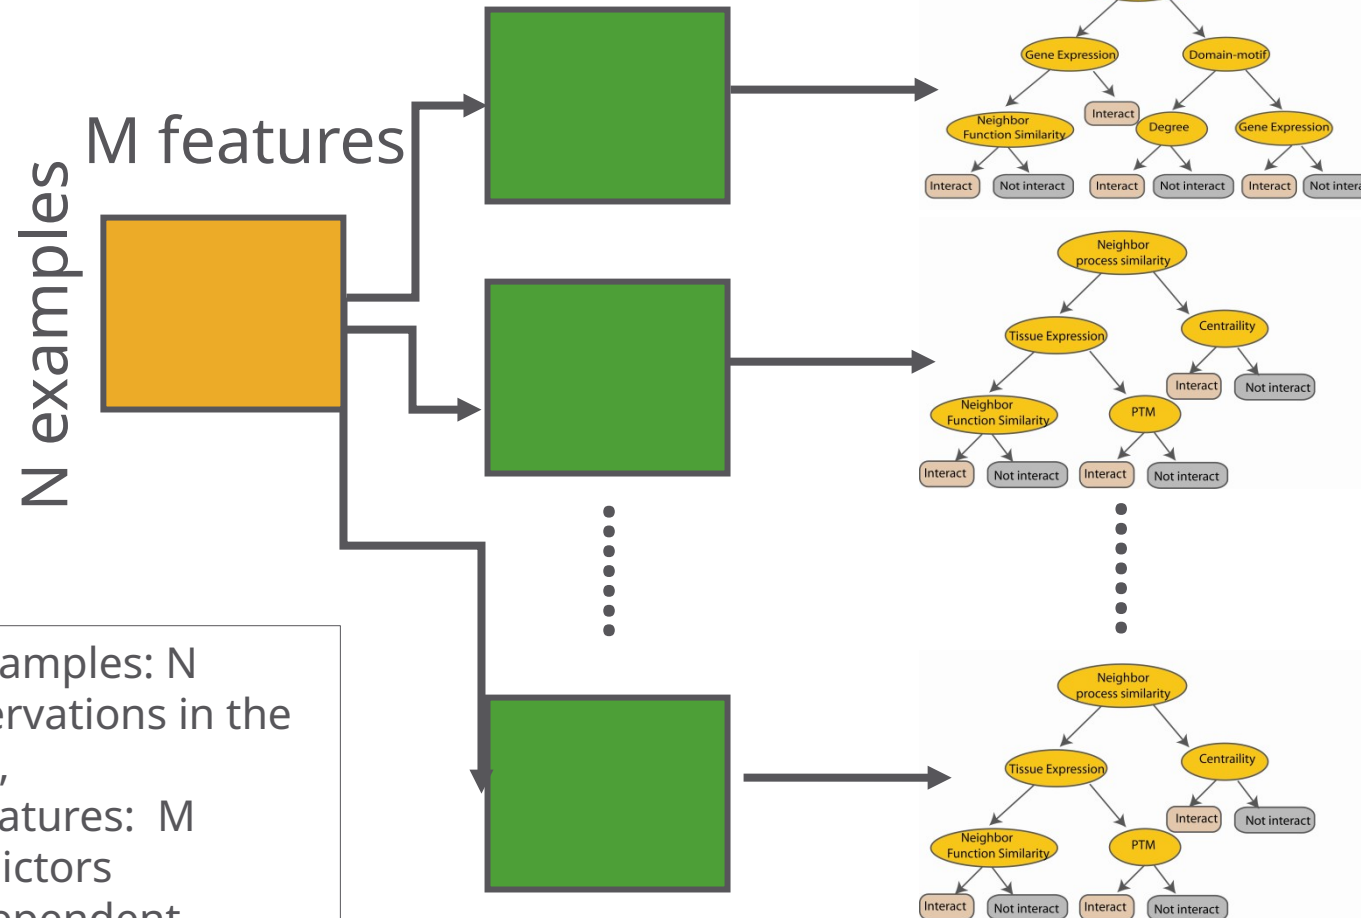 M features
N examples
amples: N
ervations in the
,
atures: M
ictors
ependent
Gene Expression
Domain-motif
Interact
Neighbor
Function Similarity
Degree
Gene Expression
Interact
Not interact
Interact
Not interact
Interact
Not intera
Neighbor
process similarity
Tissue Expression
Centraility
Interact
Not interact
Neighbor
Function Similarity
PTM
Interact
Not interact
Interact
Not interact
Neighbor
process similarity
Tissue Expression
Centraility
Interact
Not interact
Neighbor
Function Similarity
PTM
Interact
Not interact
Interact
Not interact